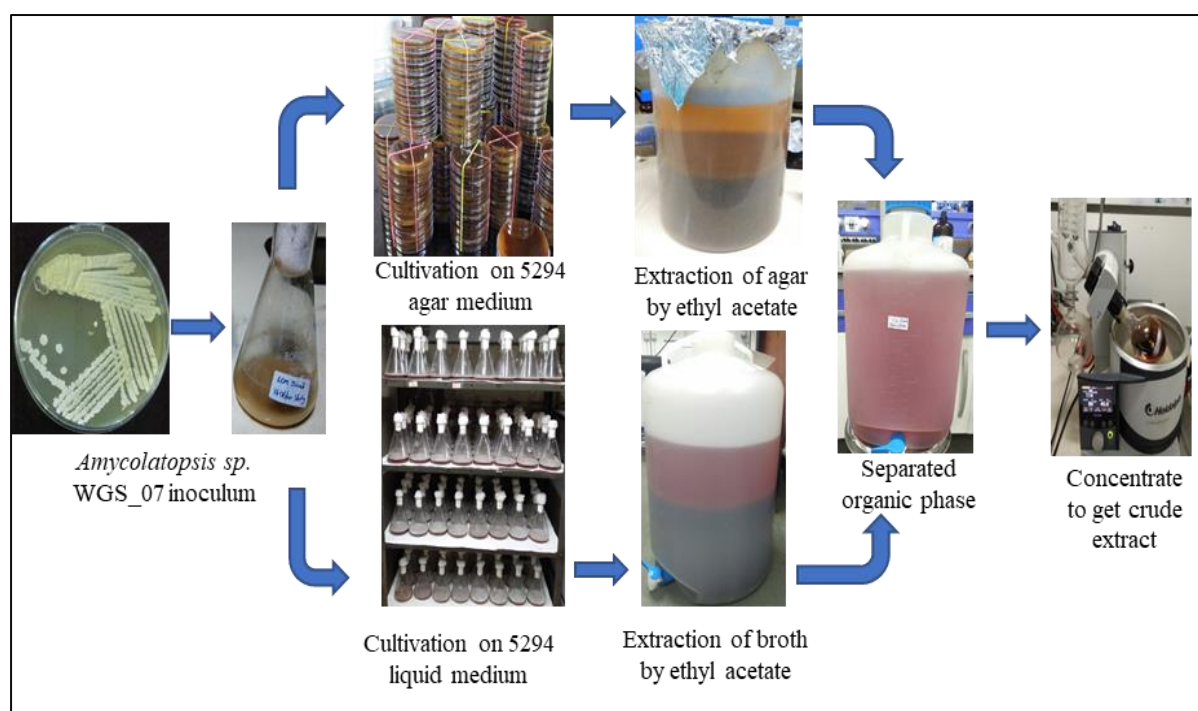 Cultivation on 5294
agar medium
Extraction of agar
by ethyl acetate
Amycolatopsis sp.
WGS_07 inoculum
Separated
organic phase
Concentrate
to get crude
extract
Cultivation on 5294
liquid medium
Extraction of broth
by ethyl acetate